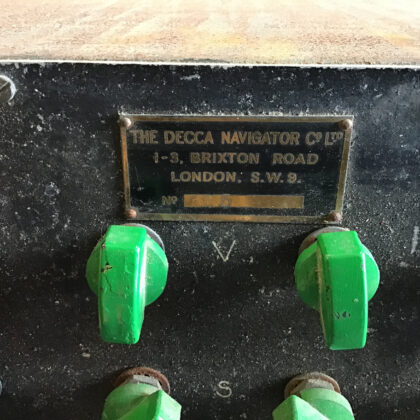 THE DECCA NAVIGATOR Cº Lᵀᴰ
1-3, BRIXTON ROAD
LONDON, S.W.9.
Nº
V
S